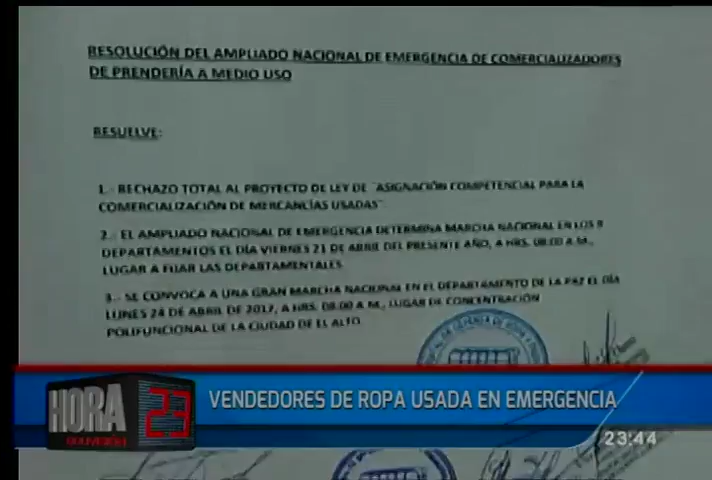 RESOLUCIÓN DEL AMPLIADO NACIONAL DE EMERGENCIA DE COMERCIALIZADORES
DE PRENDERÍA A MEDIO USO
RESUELVE:
1.- RECHAZO TOTAL AL PROYECTO DE LEY DE "ASIGNACIÓN COMPETENCIAL PARA LA
COMERCIALIZACIÓN DE MERCANCÍAS USADAS"
2.- EL AMPLIADO NACIONAL DE EMERGENCIA DETERMINA MARCHA NACIONAL EN LOS 9
DEPARTAMENTOS EL DÍA VIERNES 21 DE ABRIL DEL PRESENTE AÑO, A HRS. 08:00 A.M.,
LUGAR A FIJAR LAS DEPARTAMENTALES.
3.- SE CONVOCA A UNA GRAN MARCHA NACIONAL EN EL DEPARTAMENTO DE LA PAZ EL DÍA
LUNES 24 DE ABRIL DE 2017, A HRS. 08:00 A.M., LUGAR DE CONCENTRACIÓN
POLIFUNCIONAL DE LA CIUDAD DE EL ALTO
HORA 23
VENDEDORES DE ROPA USADA EN EMERGENCIA
23:44